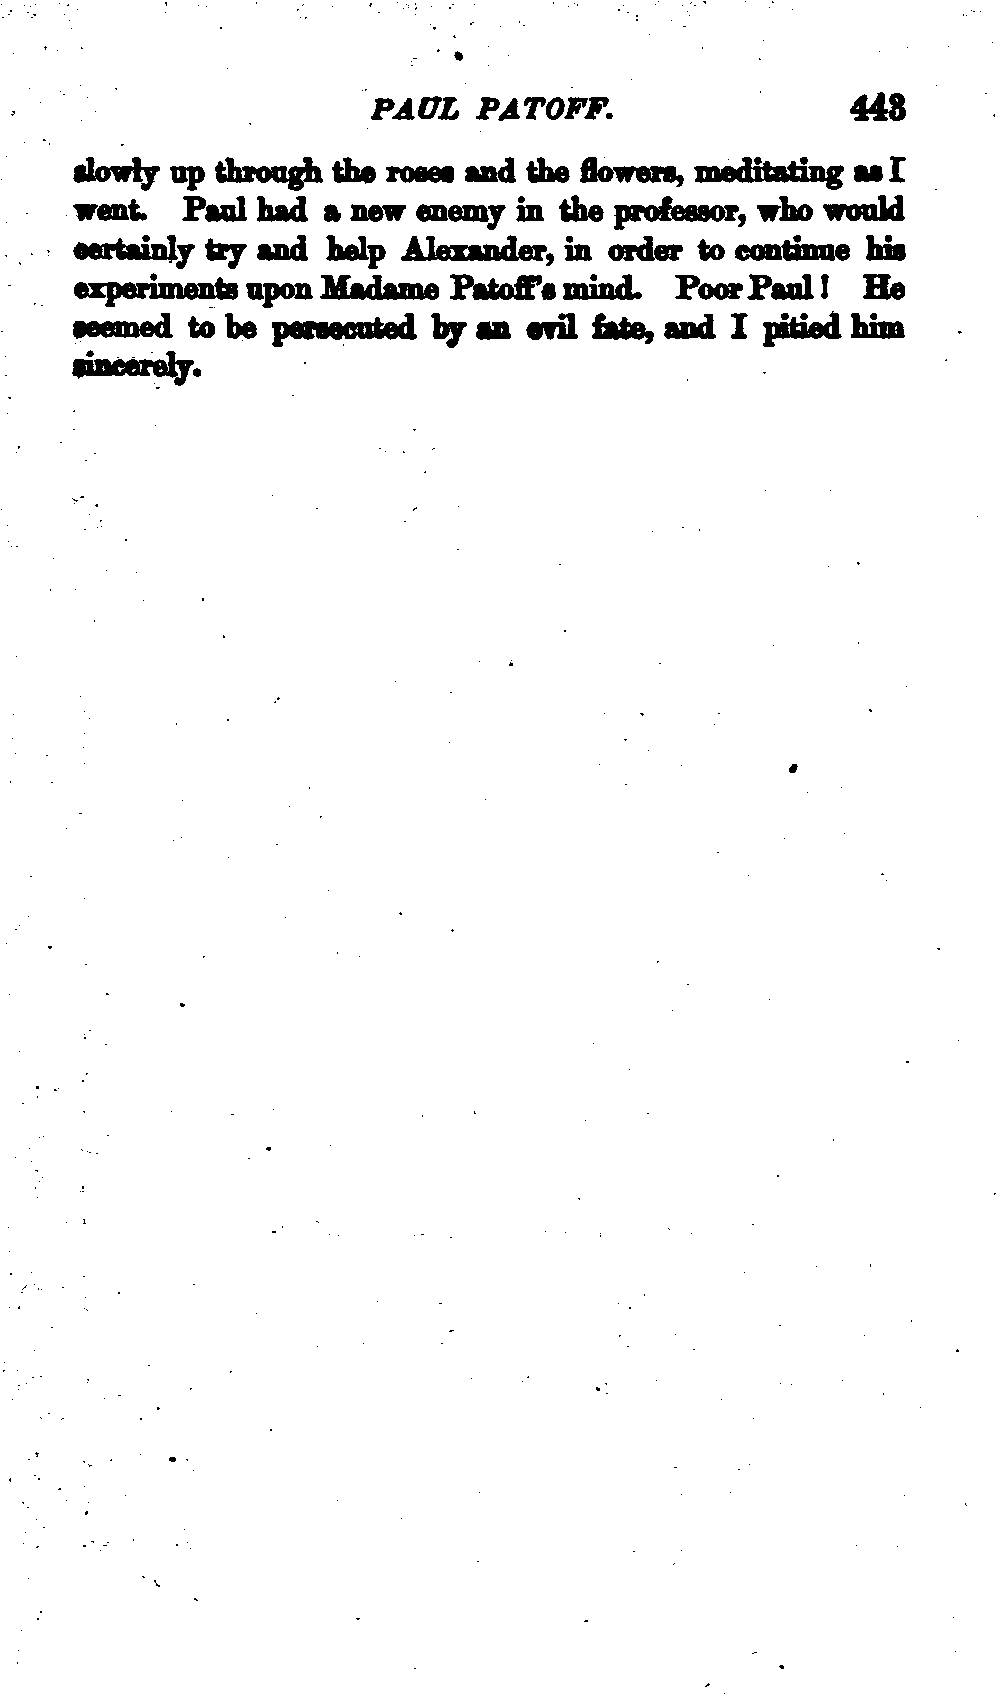 PAUL PATOFF. 443
slowly up through the roses and the flowers, meditating as I
went. Paul had a new enemy in the professor, who would
certainly try and help Alexander, in order to continue his
experiments upon Madame Patoff's mind. Poor Paul! He
seemed to be persecuted by an evil fate, and I pitied him
sincerely.